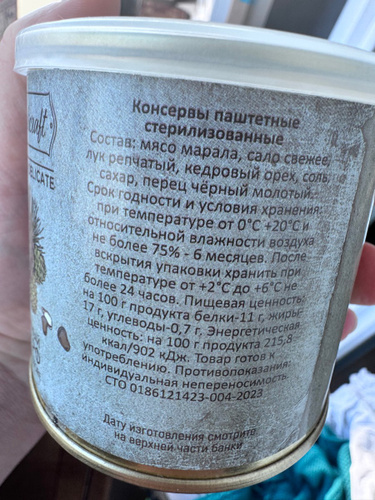 craft
DELICATE
Консервы паштетные
стерилизованные
Состав: мясо марала, сало свежее,
лук репчатый, кедровый орех, соль,
сахар, перец чёрный молотый.
Срок годности и условия хранения:
при температуре от 0°C +20°C и
относительной влажности воздуха
не более 75% - 6 месяцев. После
вскрытия упаковки хранить при
температуре от +2°C до +6°C не
более 24 часов. Пищевая ценность:
на 100 г продукта белки-11 г, жиры-
17 г, углеводы-0,7 г. Энергетическая
ценность: на 100 г продукта 215,8
ккал/902 кДж. Товар готов к
употреблению. Противопоказания:
индивидуальная непереносимость.
СТО 0186121423-004-2023
Дату изготовления смотрите
на верхней части банки